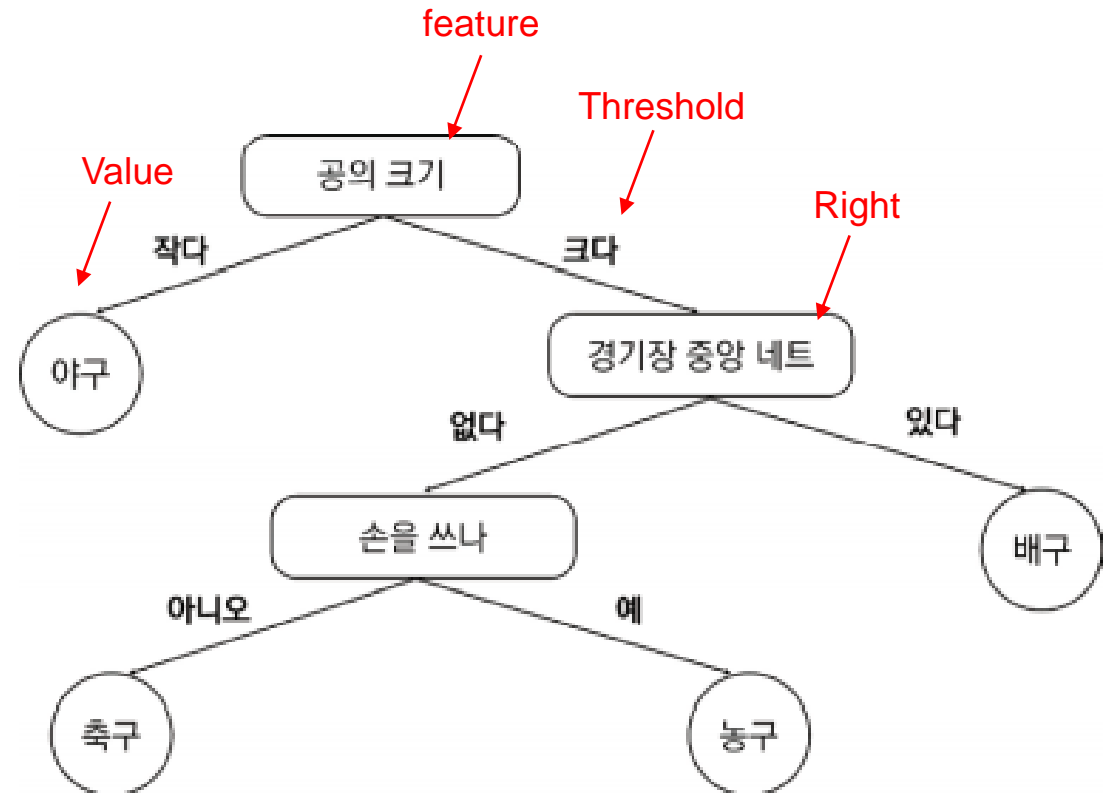 feature
Threshold
공의 크기
Value
Right
작다
크다
야구
경기장 중앙 네트
없다
있다
손을 쓰나
배구
아니오
예
축구
농구